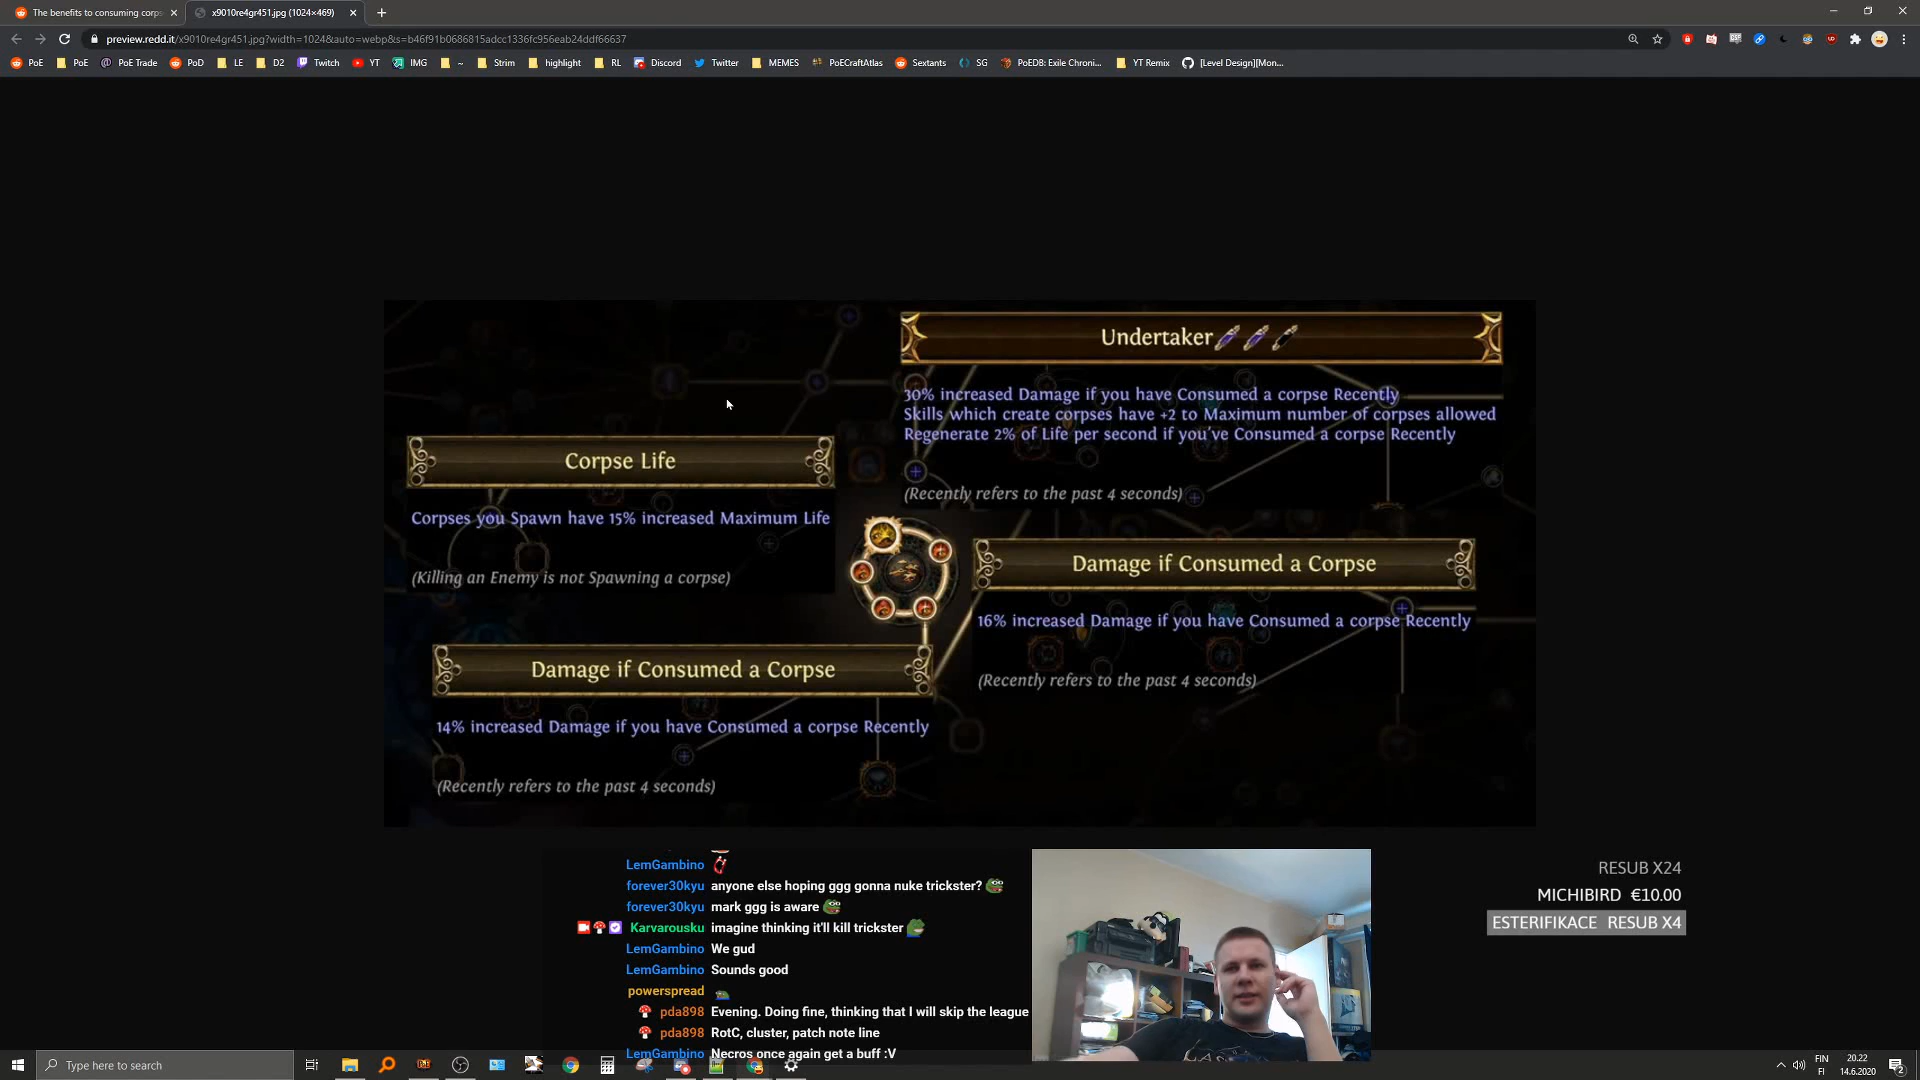 The benefits to consuming corps
x9010re4gr451.jpg (1024×469)
preview.redd.it/x9010re4gr451.jpg?width=1024&auto=webp&s=b46f91b0686815adcc1336fc956eab24ddf66637
PoE PoE PoE Trade PoD LE D2 Twitch YT IMG ~ Strim highlight RL Discord Twitter MEMES PoECraftAtlas Sextants SG PoEDB: Exile Chroni... YT Remix [Level Design][Mon...
Undertaker
30% increased Damage if you have Consumed a corpse Recently
Skills which create corpses have +2 to Maximum number of corpses allowed
Regenerate 2% of Life per second if you've Consumed a corpse Recently
(Recently refers to the past 4 seconds)
Corpse Life
Corpses you Spawn have 15% increased Maximum Life
(Killing an Enemy is not Spawning a corpse)
Damage if Consumed a Corpse
16% increased Damage if you have Consumed a corpse Recently
(Recently refers to the past 4 seconds)
Damage if Consumed a Corpse
14% increased Damage if you have Consumed a corpse Recently
(Recently refers to the past 4 seconds)
LemGambino
forever30kyu anyone else hoping ggg gonna nuke trickster?
forever30kyu mark ggg is aware
Karvarousku imagine thinking it'll kill trickster
LemGambino We gud
LemGambino Sounds good
powerspread
pda898 Evening. Doing fine, thinking that I will skip the league
pda898 RotC, cluster, patch note line
LemGambino Necros once again get a buff :V
RESUB X24
MICHIBIRD €10.00
ESTERIFIKACE RESUB X4
Type here to search
FIN
FI
20.22
14.6.2020